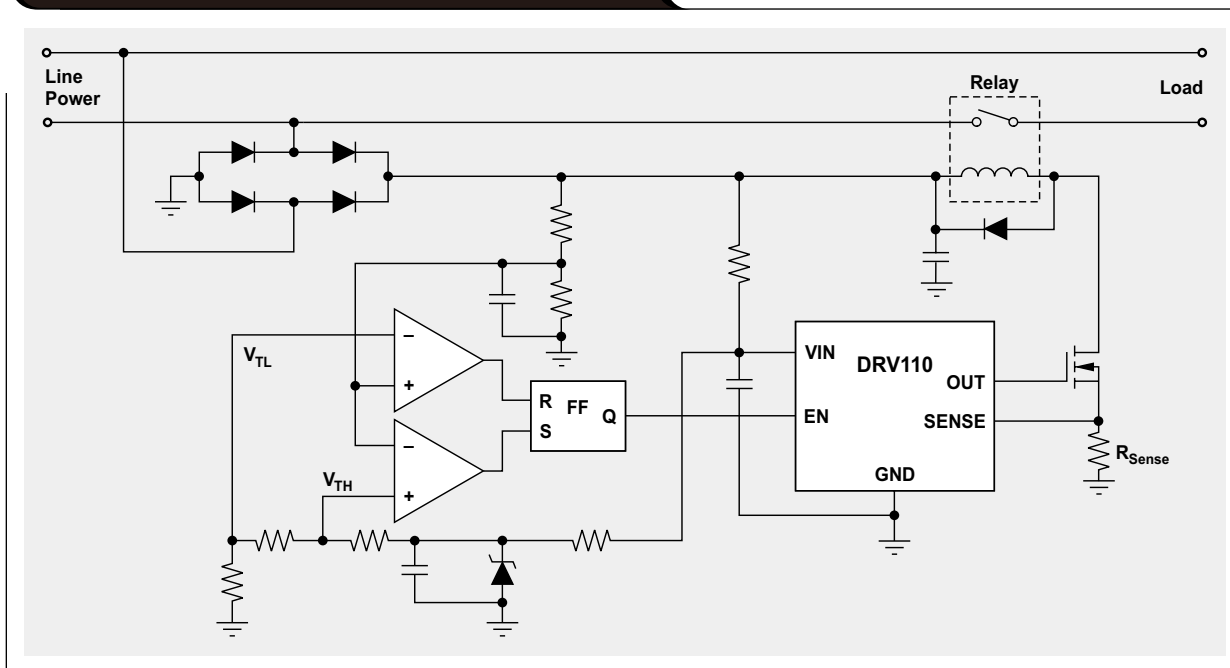 Line
Power
Relay
Load
V_TL
–
+
–
+
V_TH
R
FF
Q
S
VIN
DRV110
OUT
EN
SENSE
GND
R_Sense